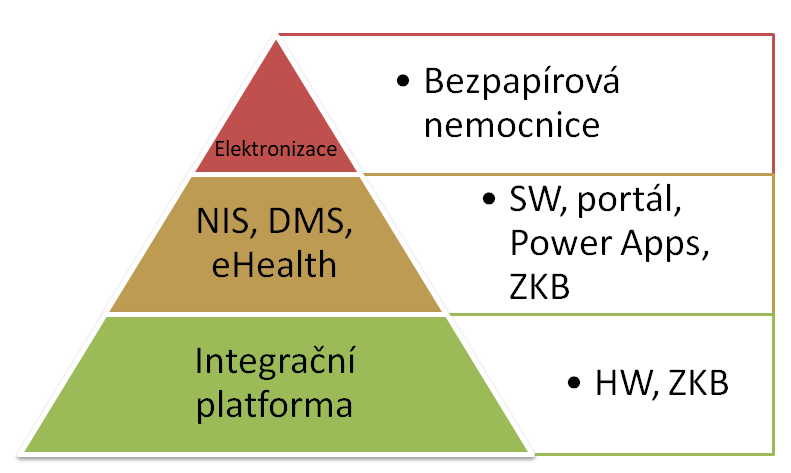 Elektronizace
• Bezpapírová
nemocnice
NIS, DMS,
eHealth
• SW, portál,
Power Apps,
ZKB
Integrační
platforma
• HW, ZKB